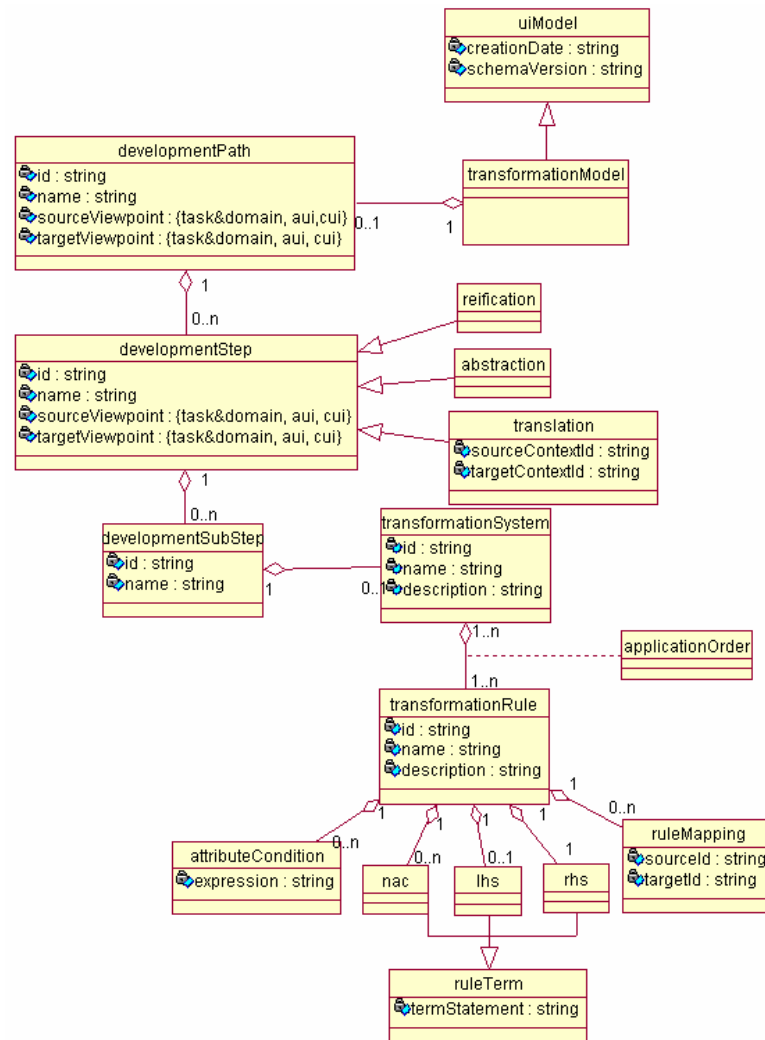 uiModel
creationDate : string
schemaVersion : string
developmentPath
id : string
name : string
sourceViewpoint : {task&domain, aui,cui}
targetViewpoint : {task&domain, aui, cui}
transformationModel
0..1
1
1
0..n
reification
developmentStep
id : string
name : string
sourceViewpoint : {task&domain, aui, cui}
targetViewpoint : {task&domain, aui, cui}
abstraction
translation
sourceContextId : string
targetContextId : string
1
0..n
developmentSubStep
id : string
name : string
transformationSystem
id : string
name : string
description : string
1
0..1
1..n
applicationOrder
1..n
transformationRule
id : string
name : string
description : string
1
1
1
1
1
0..n
0..n
0..n
0..1
1
attributeCondition
expression : string
nac
lhs
rhs
ruleMapping
sourceId : string
targetId : string
ruleTerm
termStatement : string